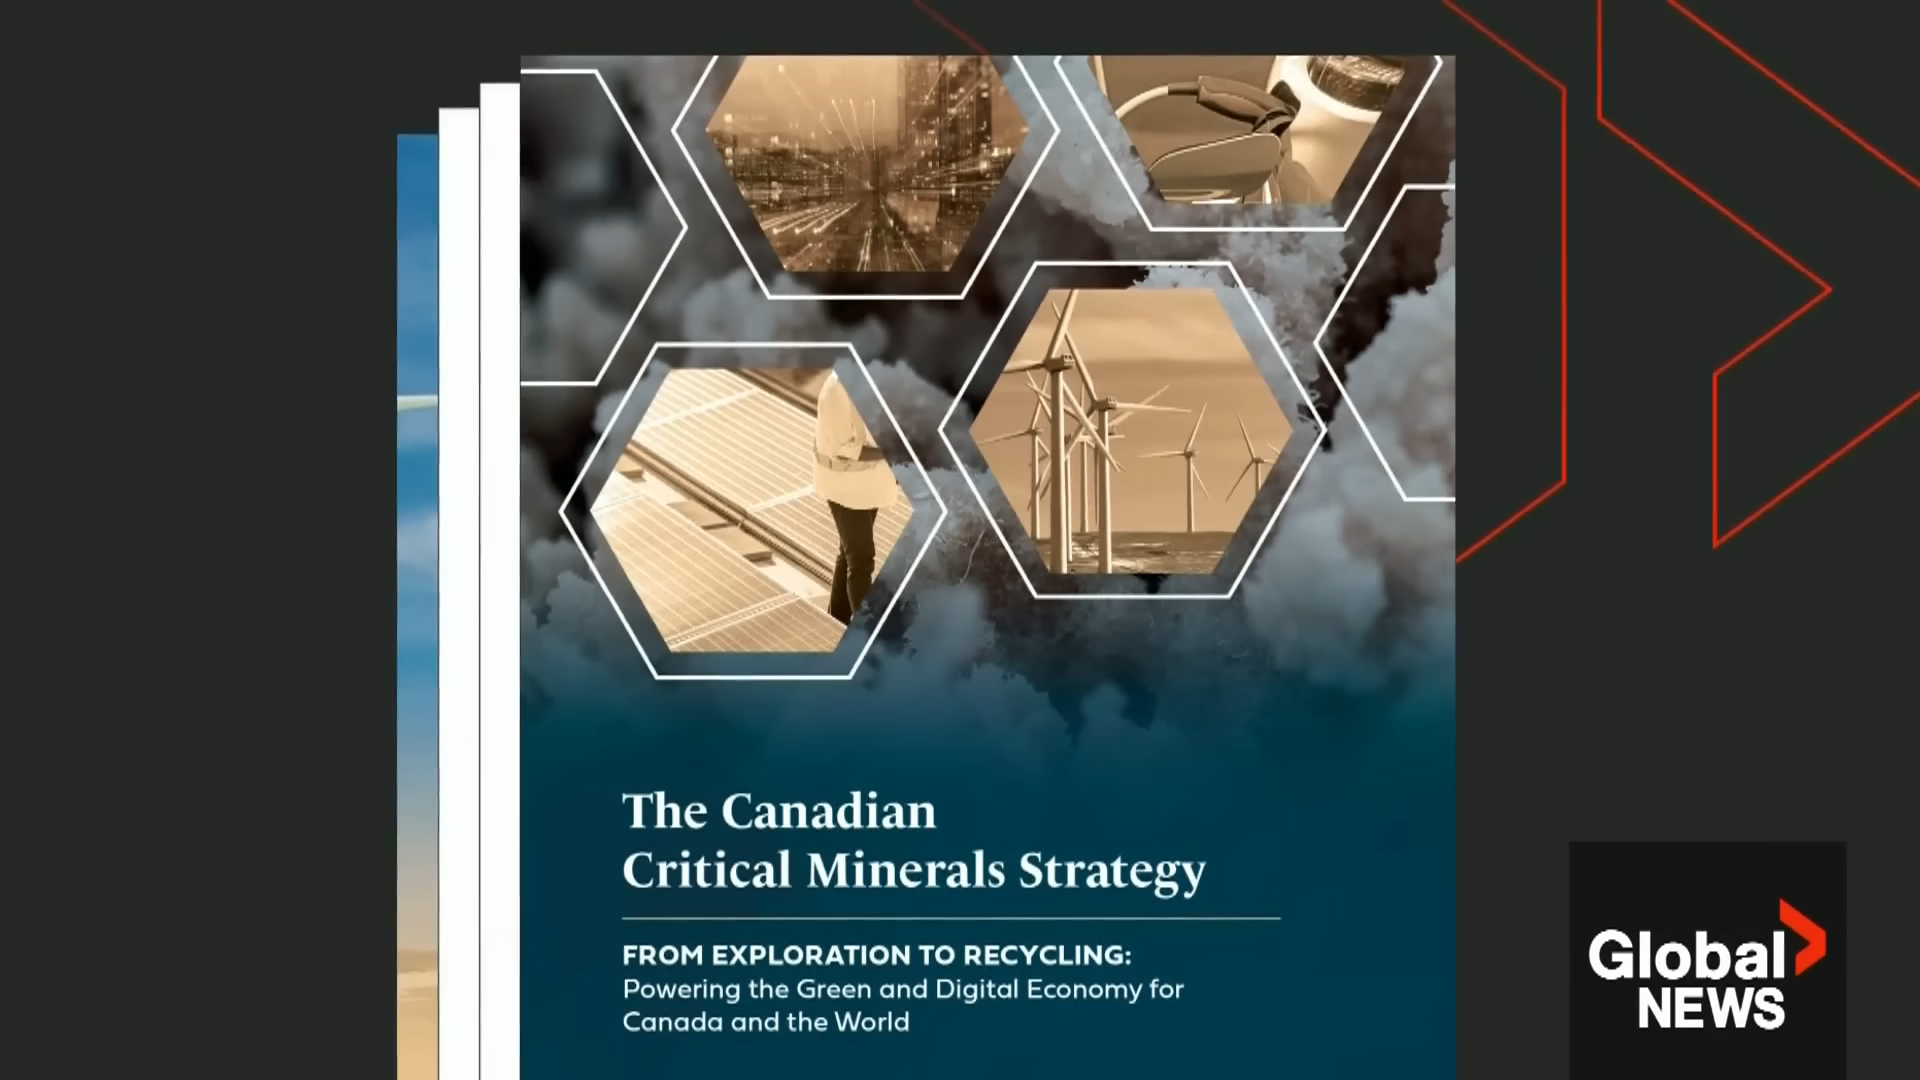 The Canadian
Critical Minerals Strategy
FROM EXPLORATION TO RECYCLING:
Powering the Green and Digital Economy for
Canada and the World
Global
NEWS